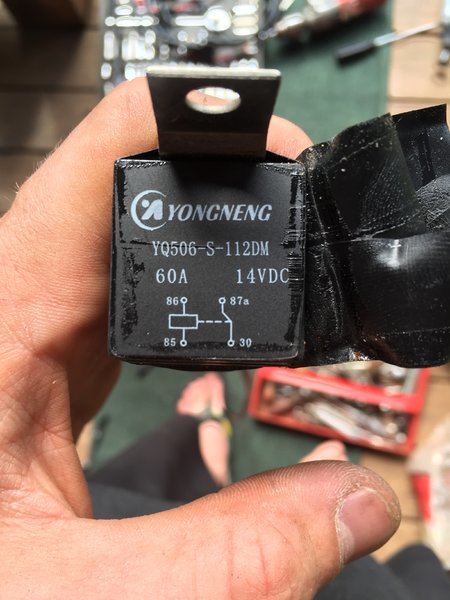 YONGNENG
YQ506-S-112DM
60A 14VDC
86 87a
85 30